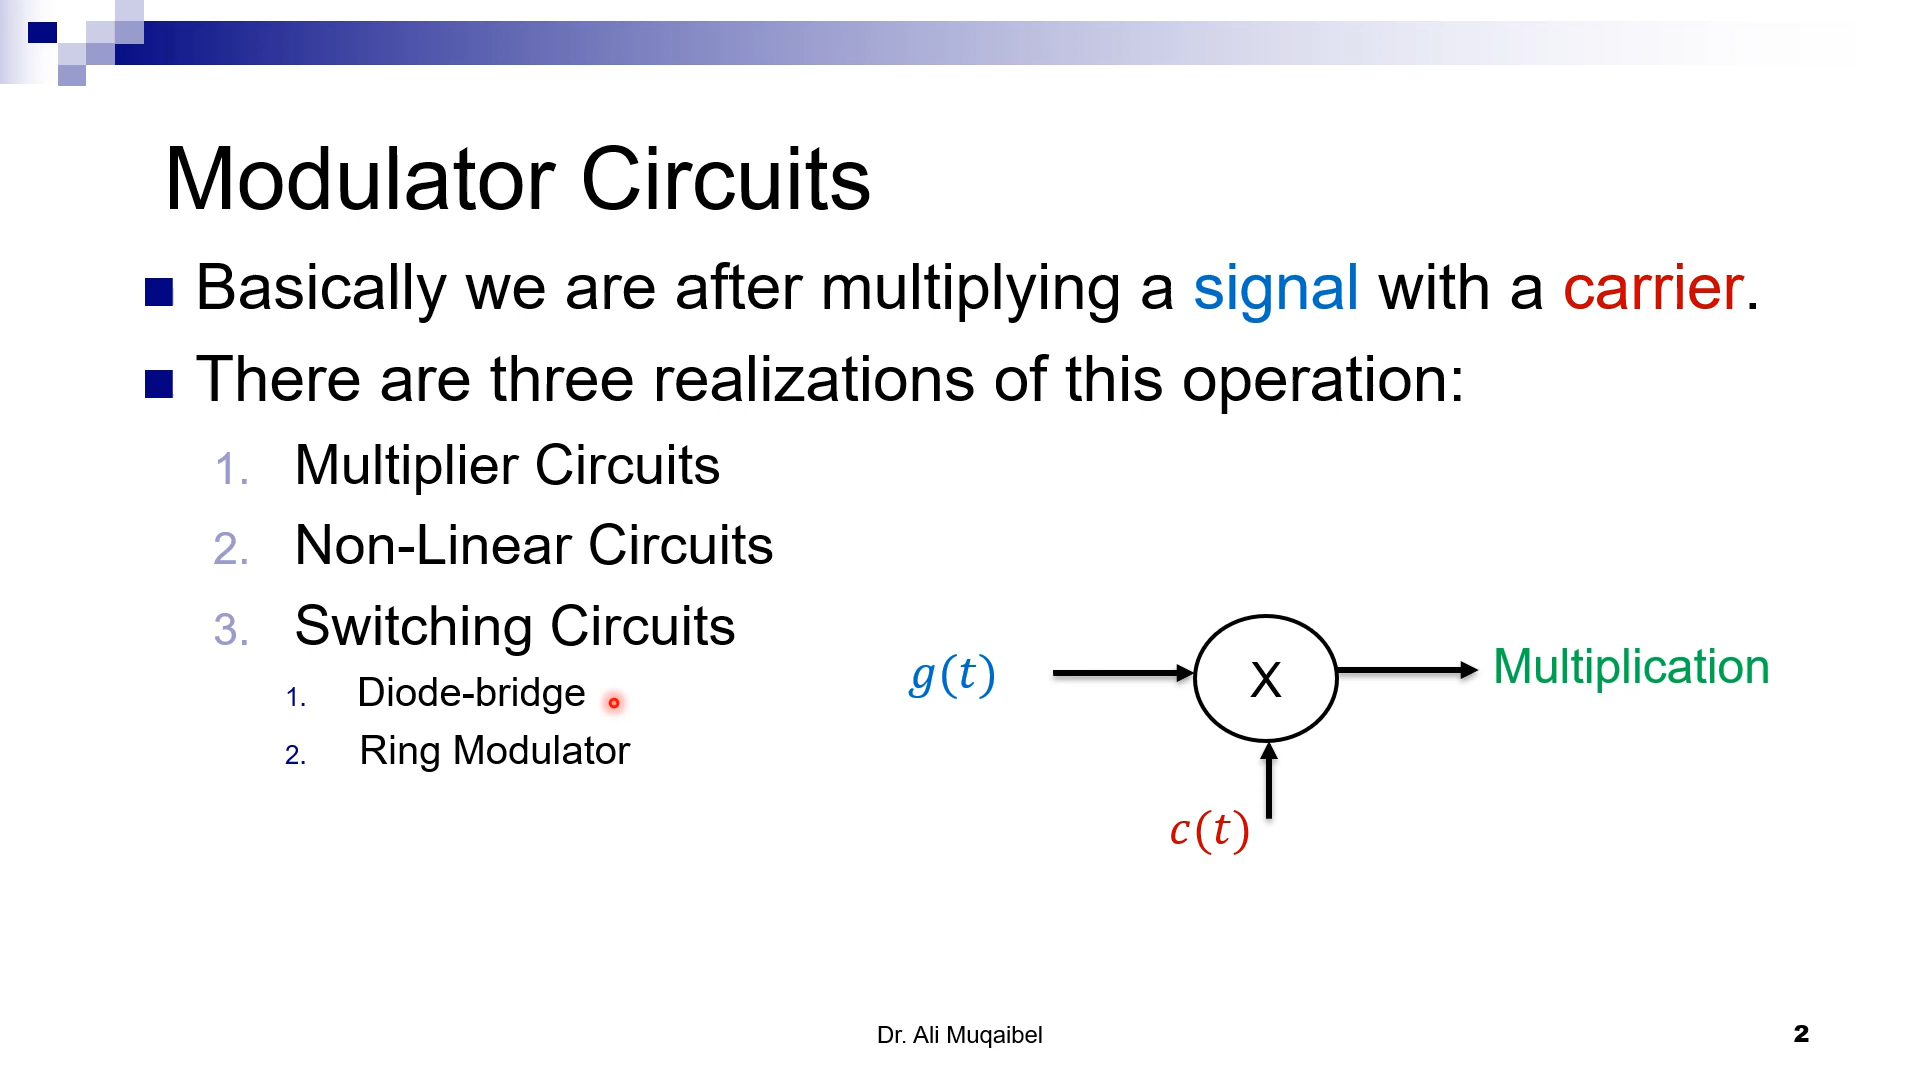 Modulator Circuits
■ Basically we are after multiplying a signal with a carrier.
■ There are three realizations of this operation:
1. Multiplier Circuits
2. Non-Linear Circuits
3. Switching Circuits
1. Diode-bridge
2. Ring Modulator
g(t)
X
Multiplication
c(t)
Dr. Ali Muqaibel
2